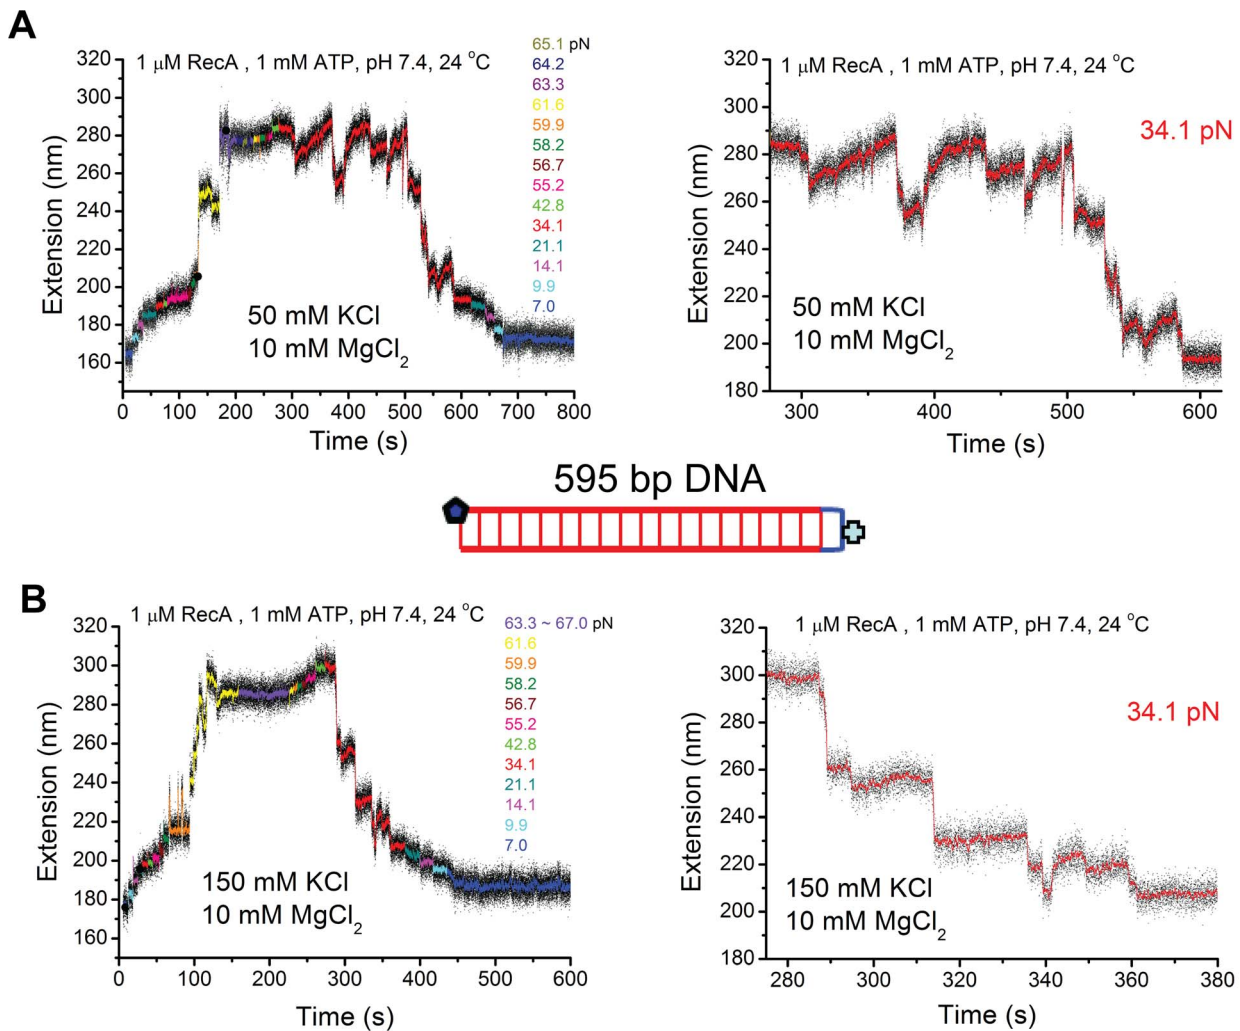 A
1 μM RecA , 1 mM ATP, pH 7.4, 24 °C
65.1 pN
64.2
63.3
61.6
59.9
58.2
56.7
55.2
42.8
34.1
21.1
14.1
9.9
7.0
320
300
280
260
240
220
200
180
160
Extension (nm)
50 mM KCl
10 mM MgCl₂
0 100 200 300 400 500 600 700 800
Time (s)
1 μM RecA , 1 mM ATP, pH 7.4, 24 °C
34.1 pN
320
300
280
260
240
220
200
180
Extension (nm)
50 mM KCl
10 mM MgCl₂
300 400 500 600
Time (s)
595 bp DNA
B
1 μM RecA , 1 mM ATP, pH 7.4, 24 °C
63.3 ~ 67.0 pN
61.6
59.9
58.2
56.7
55.2
42.8
34.1
21.1
14.1
9.9
7.0
320
300
280
260
240
220
200
180
160
Extension (nm)
150 mM KCl
10 mM MgCl₂
0 100 200 300 400 500 600
Time (s)
1 μM RecA , 1 mM ATP, pH 7.4, 24 °C
34.1 pN
320
300
280
260
240
220
200
180
Extension (nm)
150 mM KCl
10 mM MgCl₂
280 300 320 340 360 380
Time (s)